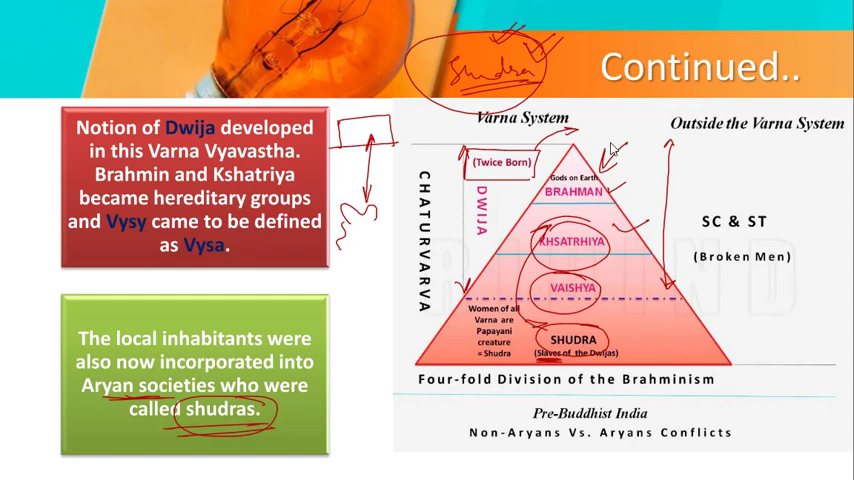 Shudra
Continued..
Notion of Dwija developed
in this Varna Vyavastha.
Brahmin and Kshatriya
became hereditary groups
and Vysy came to be defined
as Vysa.
The local inhabitants were
also now incorporated into
Aryan societies who were
called shudras.
Varna System
Outside the Varna System
(Twice Born)
DWIJA
CHATURVARVA
Gods on Earth
BRAHMAN
KHSATRHIYA
VAISHYA
Women of all
Varna are
Papayani
creature
= Shudra
SHUDRA
(Slaves of the Dwijas)
SC & ST
(Broken Men)
Four-fold Division of the Brahminism
Pre-Buddhist India
Non-Aryans Vs. Aryans Conflicts